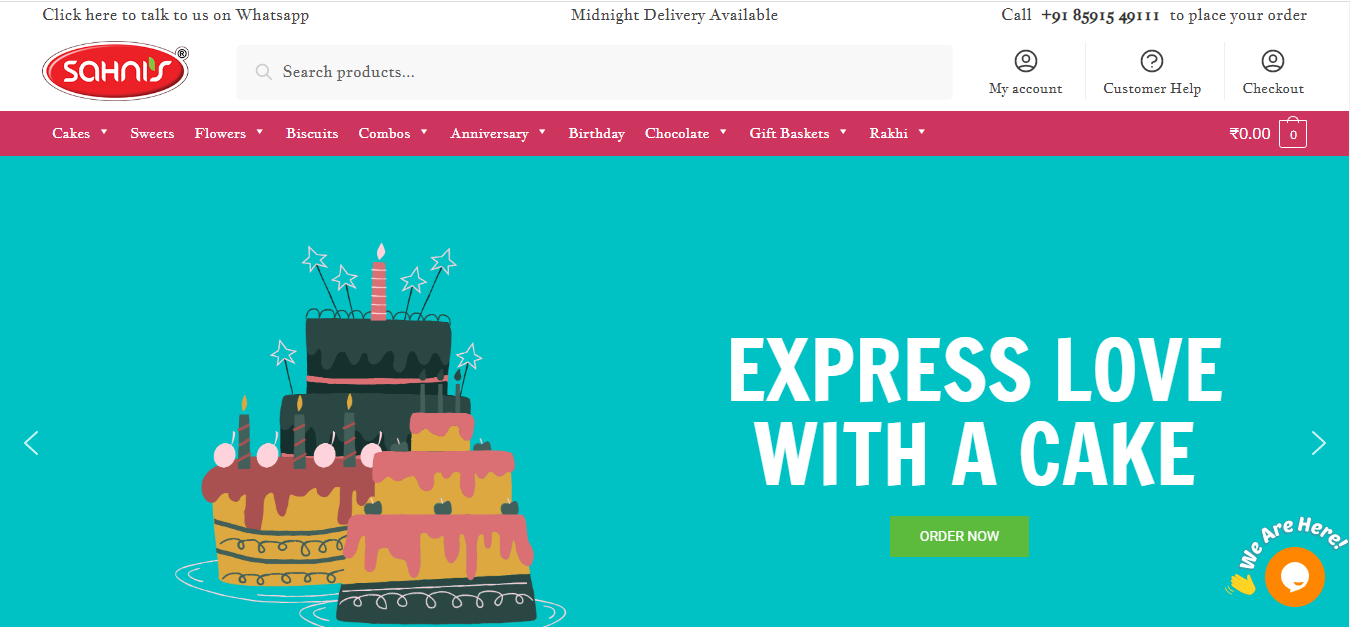 Click here to talk to us on Whatsapp
Midnight Delivery Available
Call +91 85915 49111 to place your order
SAHNI'S ®
Search products...
My account
Customer Help
Checkout
Cakes Sweets Flowers Biscuits Combos Anniversary Birthday Chocolate Gift Baskets Rakhi
₹0.00 0
EXPRESS LOVE
WITH A CAKE
ORDER NOW
We Are Here!